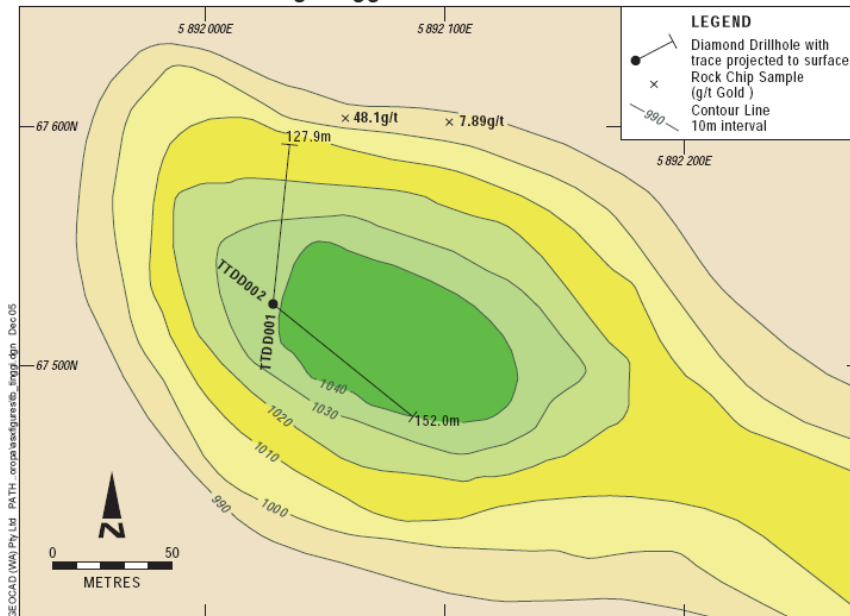 5 892 000E
5 892 100E
LEGEND
Diamond Drillhole with
trace projected to surface
Rock Chip Sample
(g/t Gold )
990
Contour Line
10m interval
67 600N
48.1g/t
7.89g/t
127.9m
5 892 200E
TTDD002
TTDD001
67 500N
1040
1030
152.0m
1020
1010
1000
990
N
0 50
METRES
GEOCAD (WA) Pty Ltd PATH
Dec 05